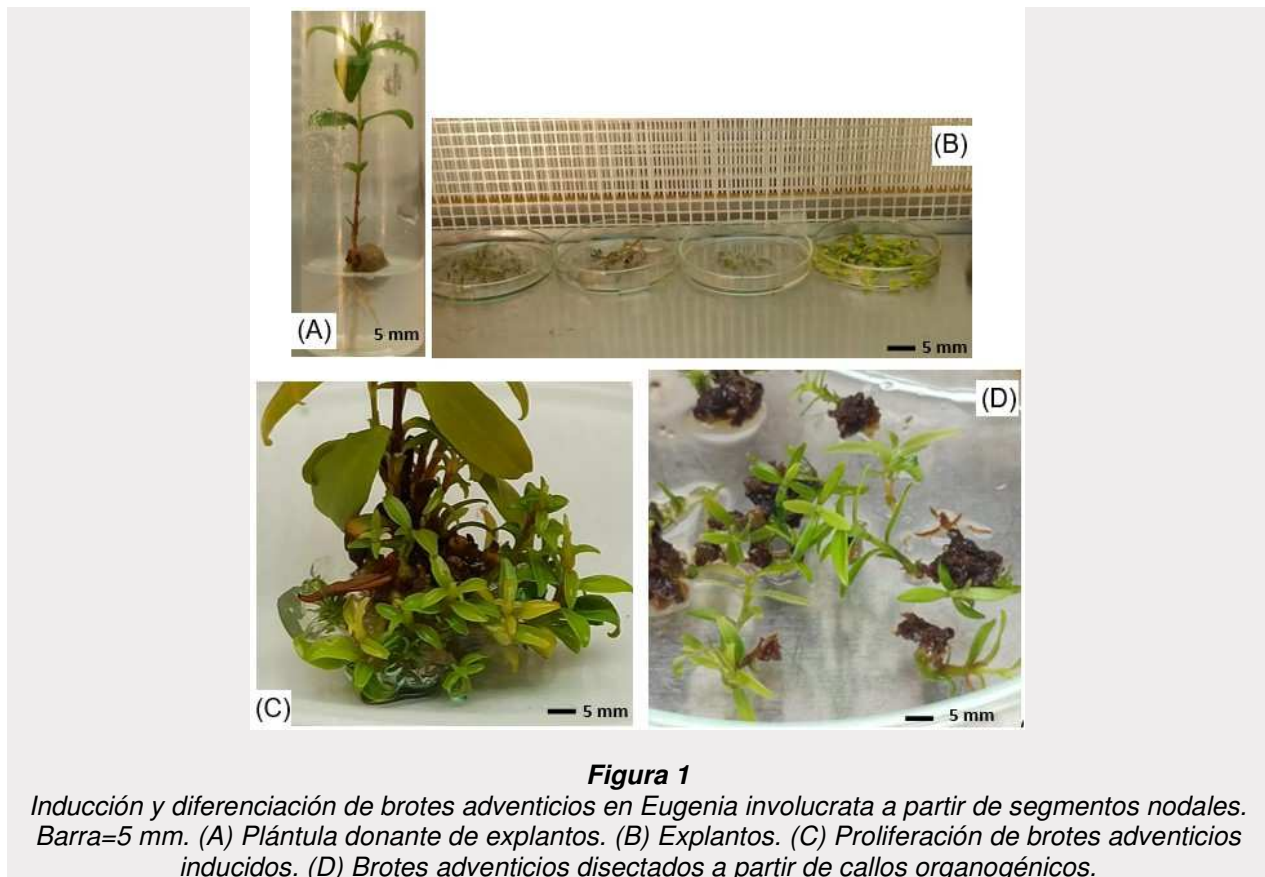 (A)
5 mm
(B)
5 mm
(C)
5 mm
(D)
5 mm
Figura 1
Inducción y diferenciación de brotes adventicios en Eugenia involucrata a partir de segmentos nodales.
Barra=5 mm. (A) Plántula donante de explantos. (B) Explantos. (C) Proliferación de brotes adventicios
inducidos. (D) Brotes adventicios disectados a partir de callos organogénicos.